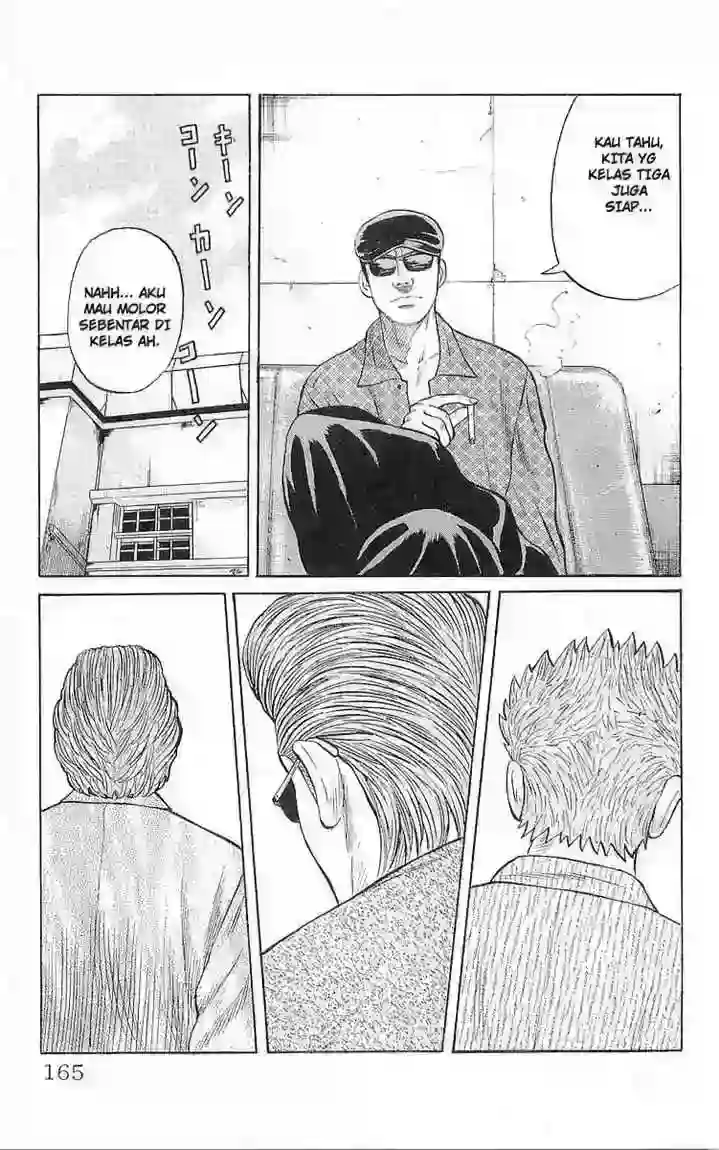 KAU TAHU,
KITA YG
KELAS TIGA
JUGA
SIAP...
キーン
コーン
カーン
コーン
NAHH... AKU
MAU MOLOR
SEBENTAR DI
KELAS AH.
165